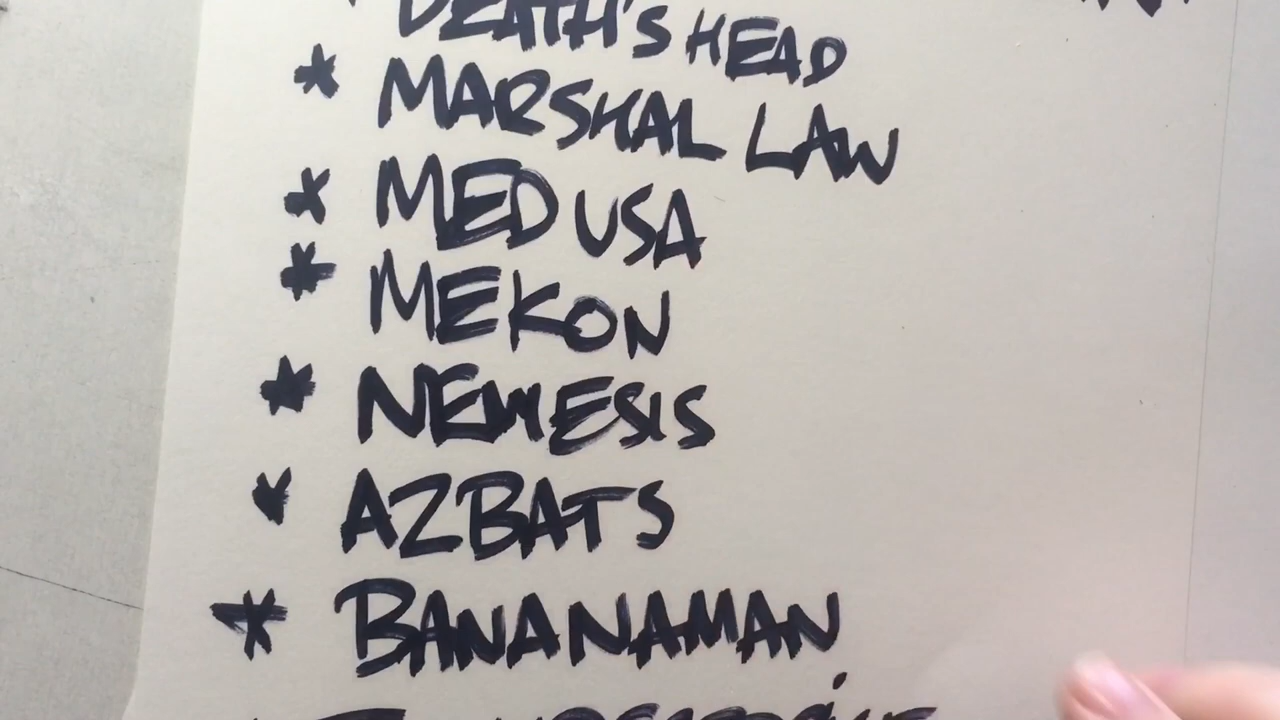 DEATH'S HEAD
* MARSHAL LAW
* MEDUSA
* MEKON
* NEMESIS
* AZBATS
* BANANAMAN